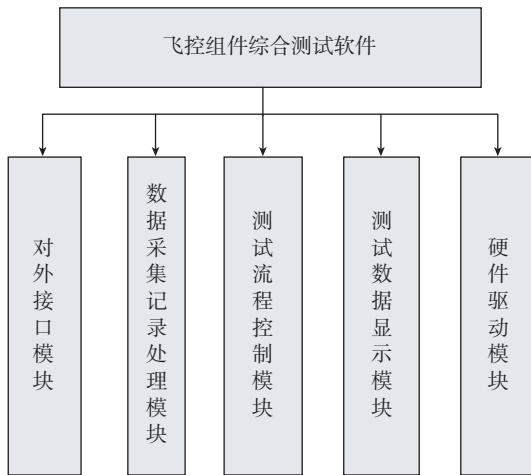 飞控组件综合测试软件
对外接口模块
数据采集记录处理模块
测试流程控制模块
测试数据显示模块
硬件驱动模块